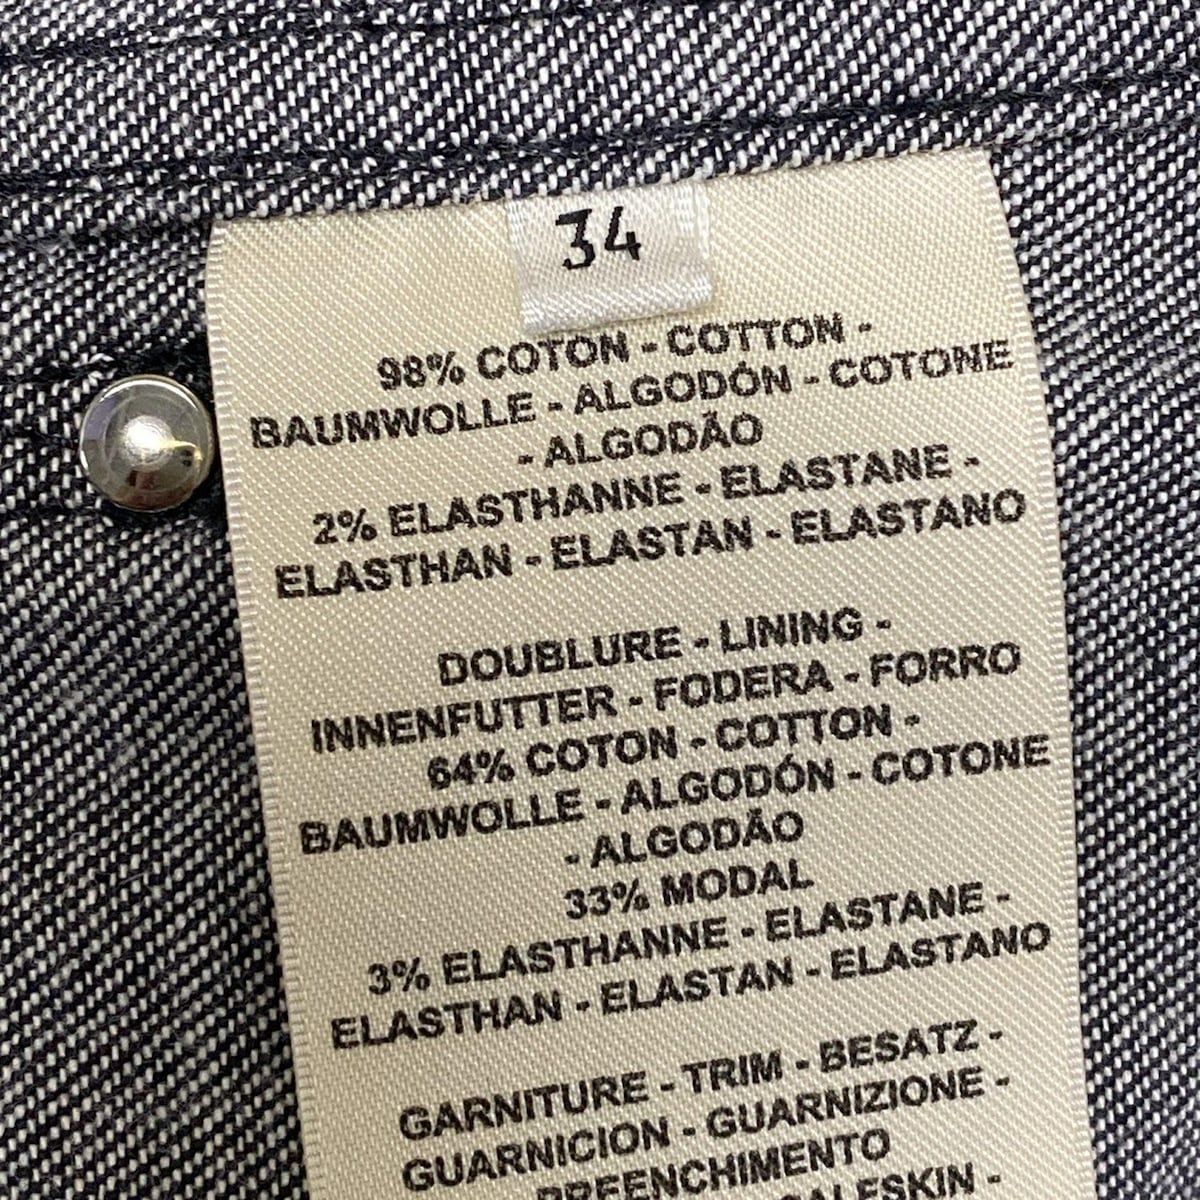 34
98% COTON - COTTON -
BAUMWOLLE - ALGODÓN - COTONE
- ALGODÃO
2% ELASTHANNE - ELASTANE -
ELASTHAN - ELASTAN - ELASTANO
DOUBLURE - LINING -
INNENFUTTER - FODERA - FORRO
64% COTON - COTTON -
BAUMWOLLE - ALGODÓN - COTONE
- ALGODÃO
33% MODAL
3% ELASTHANNE - ELASTANE -
ELASTHAN - ELASTAN - ELASTANO
GARNITURE - TRIM - BESATZ -
GUARNICION - GUARNIZIONE -
PREENCHIMENTO